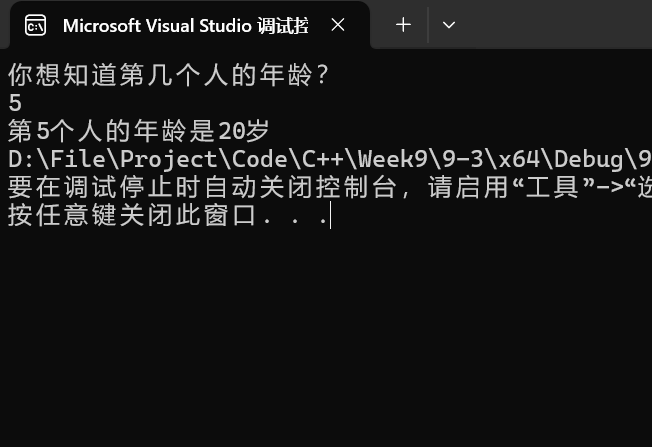 Microsoft Visual Studio 调试控
你想知道第几个人的年龄？
5
第5个人的年龄是20岁
D:\File\Project\Code\C++\Week9\9-3\x64\Debug\9
要在调试停止时自动关闭控制台，请启用“工具”->“选
按任意键关闭此窗口. . .